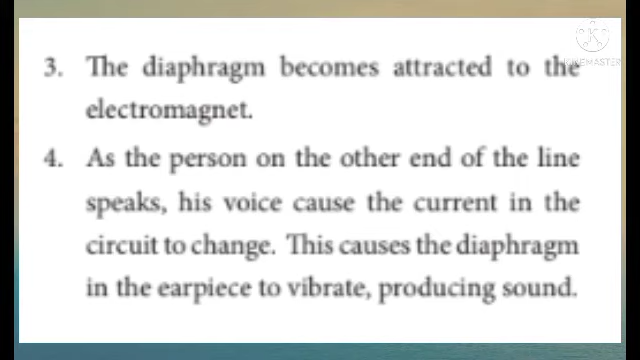 3. The diaphragm becomes attracted to the
electromagnet.
4. As the person on the other end of the line
speaks, his voice cause the current in the
circuit to change. This causes the diaphragm
in the earpiece to vibrate, producing sound.
K
KINEMASTER